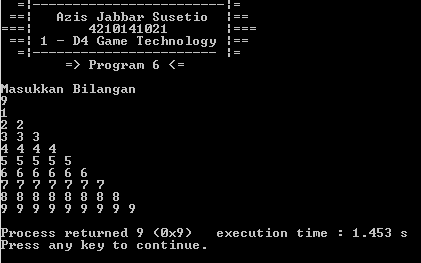 =¦------------------------¦=
==¦ Azis Jabbar Susetio ¦==
===¦ 4210141021 ¦===
==¦ 1 - D4 Game Technology ¦==
=¦------------------------ ¦=
=> Program 6 <=
Masukkan Bilangan
9
1
2 2
3 3 3
4 4 4 4
5 5 5 5 5
6 6 6 6 6 6
7 7 7 7 7 7 7
8 8 8 8 8 8 8 8
9 9 9 9 9 9 9 9 9
Process returned 9 (0x9) execution time : 1.453 s
Press any key to continue.